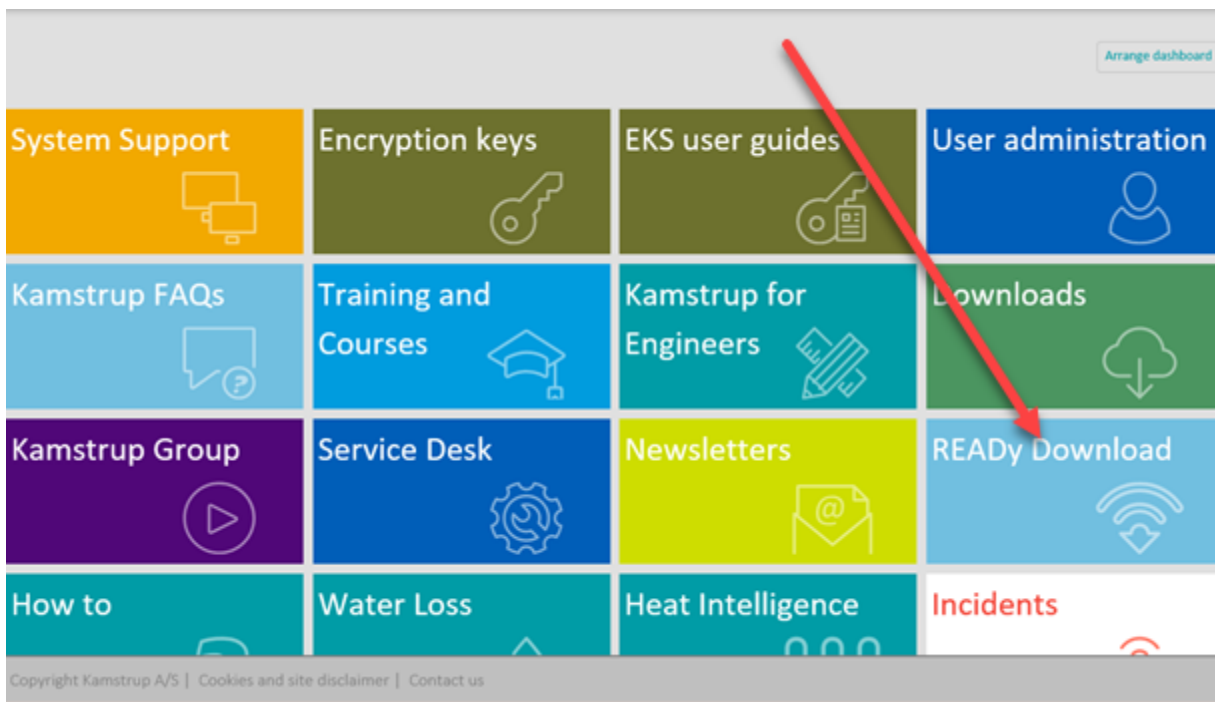 Arrange dashboard
System Support
Encryption keys
EKS user guides
User administration
Kamstrup FAQs
Training and
Courses
Kamstrup for
Engineers
Downloads
Kamstrup Group
Service Desk
Newsletters
@
READy Download
How to
Water Loss
Heat Intelligence
Incidents
Copyright Kamstrup A/S | Cookies and site disclaimer | Contact us